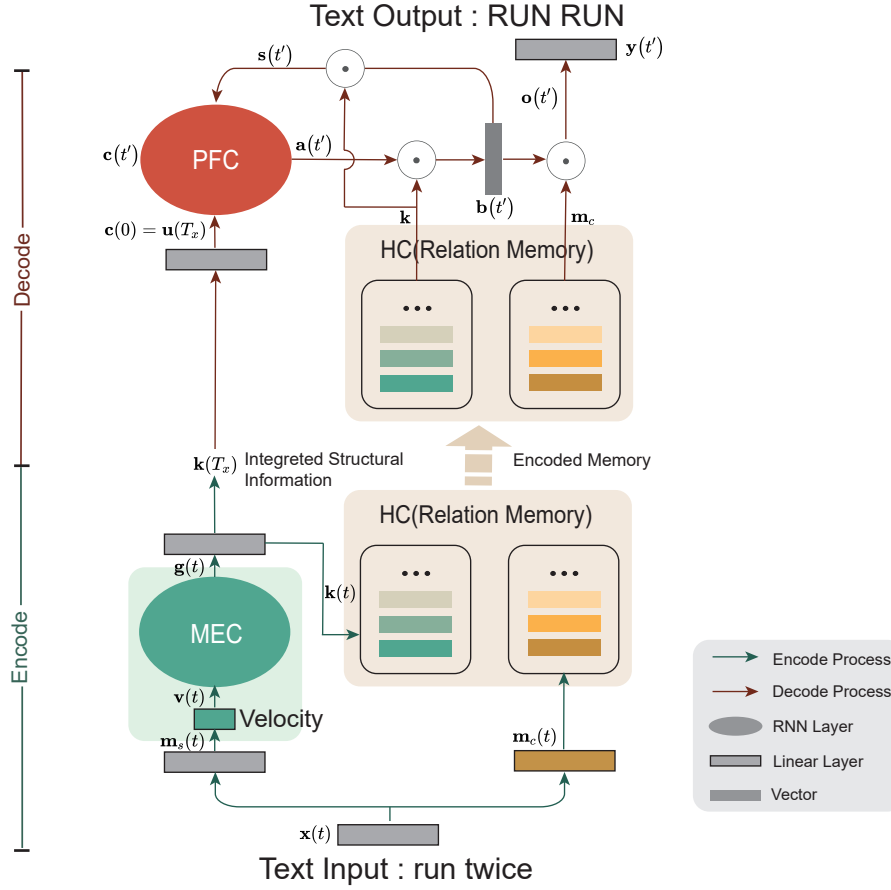 Text Output : RUN RUN
s(t′)
y(t′)
o(t′)
c(t′)
PFC
a(t′)
b(t′)
c(0) = u(T_x)
k
m_c
HC(Relation Memory)
...
...
Decode
k(T_x)
Integreted Structural
Information
Encoded Memory
HC(Relation Memory)
g(t)
k(t)
...
...
MEC
Encode
v(t)
Velocity
m_s(t)
m_c(t)
x(t)
Text Input : run twice
Encode Process
Decode Process
RNN Layer
Linear Layer
Vector